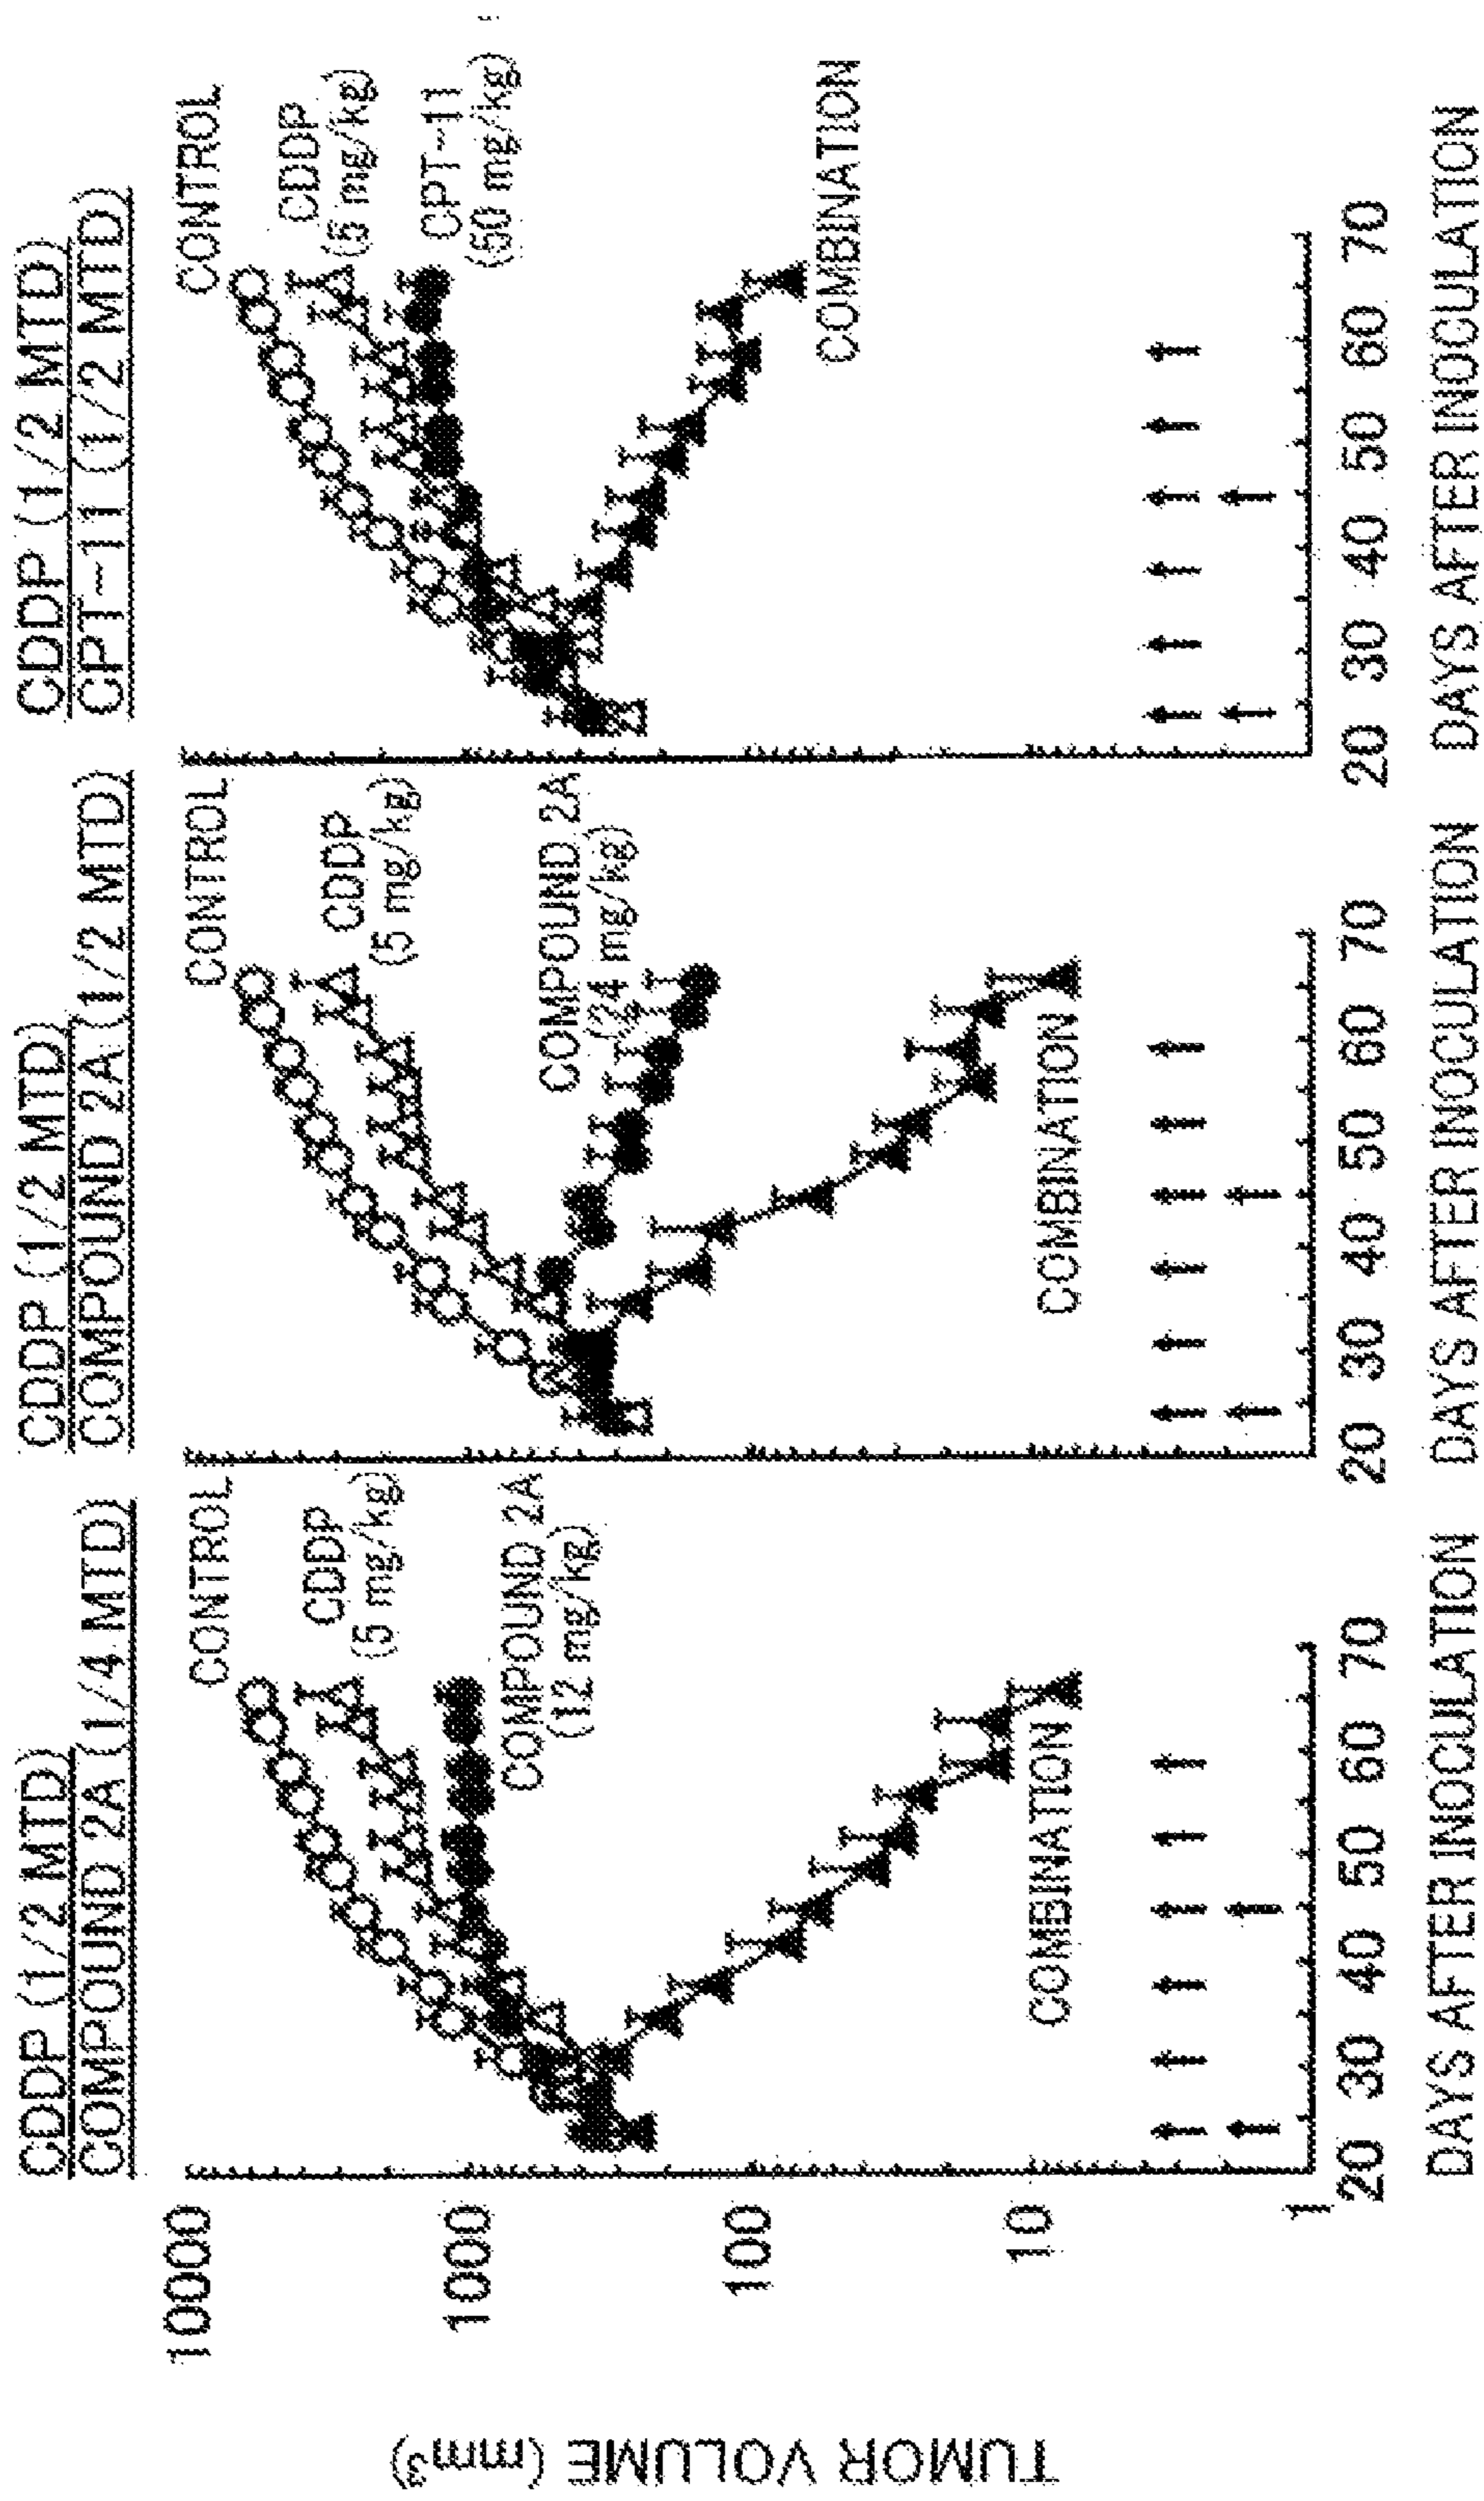 CDDP (1/2 MTD)
COMPOUND 2A (1/4 MTD)
CONTROL
CDDP
(5 mg/kg)
COMPOUND 2A
(12 mg/kg)
COMBINATION
10000
1000
100
10
1
TUMOR VOLUME (mm³)
20 30 40 50 60 70
DAYS AFTER INOCULATION
CDDP (1/2 MTD)
COMPOUND 2A (1/2 MTD)
CONTROL
CDDP
(5 mg/kg)
COMPOUND 2A
(24 mg/kg)
COMBINATION
20 30 40 50 60 70
DAYS AFTER INOCULATION
CDDP (1/2 MTD)
CPT-11 (1/2 MTD)
CONTROL
CDDP
(5 mg/kg)
CPT-11
(50 mg/kg)
COMBINATION
20 30 40 50 60 70
DAYS AFTER INOCULATION